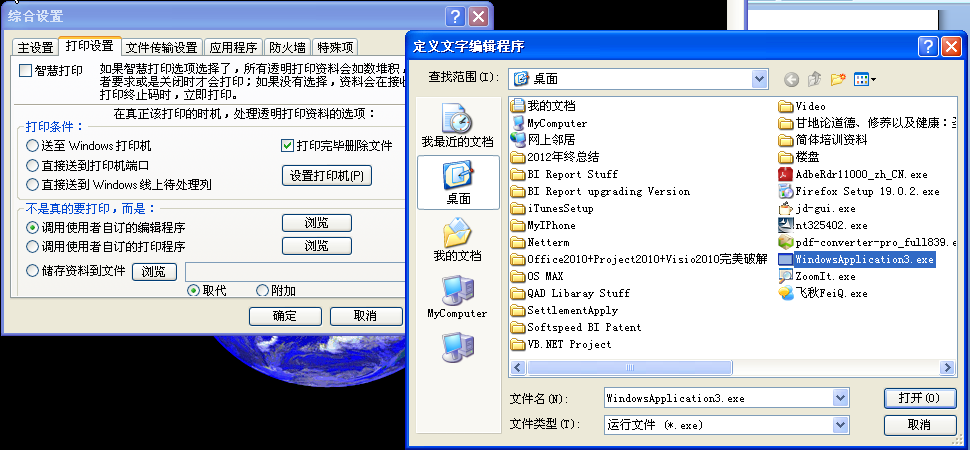 综合设置
主设置 打印设置 文件传输设置 应用程序 防火墙 特殊项
智慧打印
如果智慧打印选项选择了，所有透明打印资料会如数堆积，
者要求或是关闭时才会打印；如果没有选择，资料会在接收
打印终止码时，立即打印。
在真正该打印的时机，处理透明打印资料的选项：
打印条件：
送至 Windows 打印机
打印完毕删除文件
直接送到打印机端口
设置打印机(P)
直接送到 Windows 线上待处理列
不是真的要打印，而是：
调用使用者自订的编辑程序
浏览
调用使用者自订的打印程序
浏览
储存资料到文件
浏览
取代
附加
确定
取消
定义文字编辑程序
查找范围(I):
桌面
我最近的文档
桌面
我的文档
MyComputer
我的文档
MyComputer
网上邻居
2012年终总结
BI Report Stuff
BI Report upgrading Version
iTunesSetup
MyIPhone
Netterm
Office2010+Project2010+Visio2010完美破解
OS MAX
QAD Libaray Stuff
SettlementApply
Softspeed BI Patent
VB.NET Project
Video
甘地论道德、修养以及健康：圣
简体培训资料
楼盘
AdbeRdr11000_zh_CN.exe
Firefox Setup 19.0.2.exe
jd-gui.exe
nt325402.exe
pdf-converter-pro_full839.e
WindowsApplication3.exe
ZoomIt.exe
飞秋FeiQ.exe
文件名(N):
WindowsApplication3.exe
打开(O)
文件类型(T):
运行文件 (*.exe)
取消